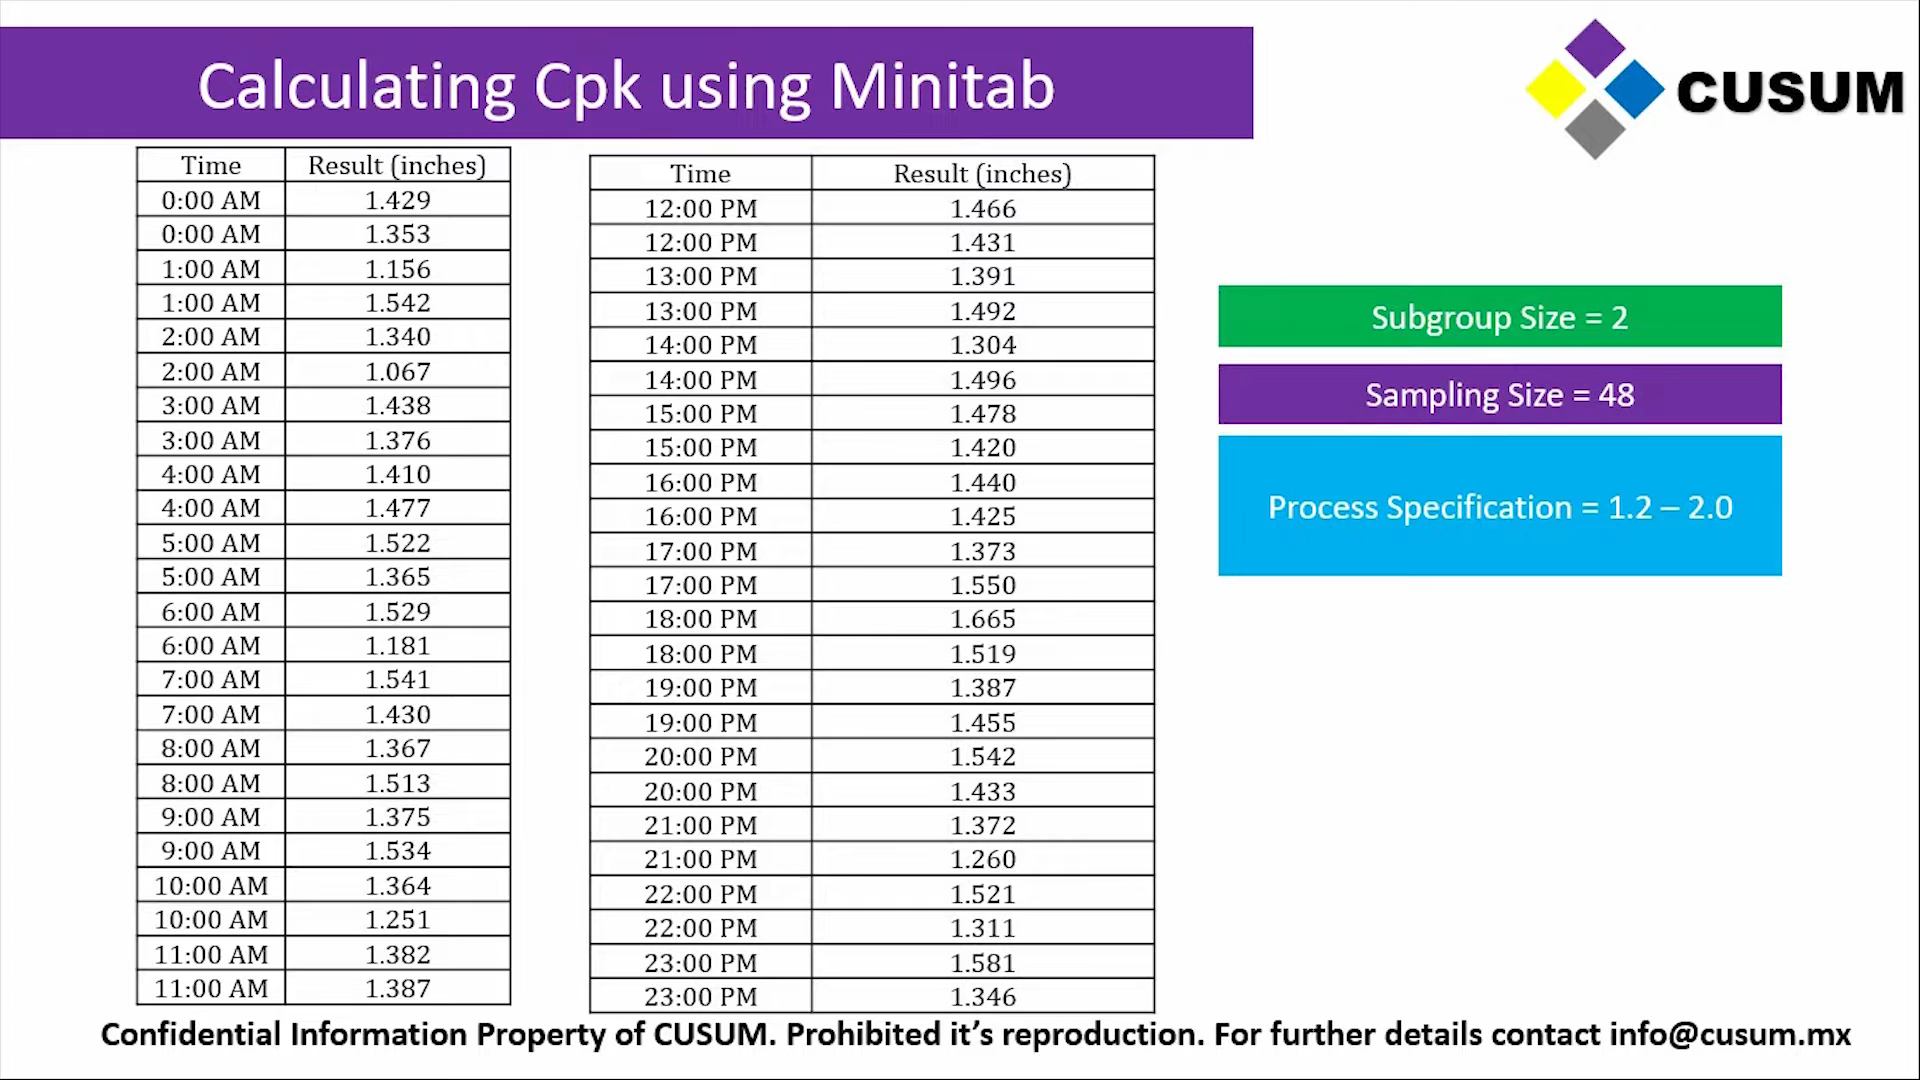 Calculating Cpk using Minitab
CUSUM
Time Result (inches)
0:00 AM 1.429
0:00 AM 1.353
1:00 AM 1.156
1:00 AM 1.542
2:00 AM 1.340
2:00 AM 1.067
3:00 AM 1.438
3:00 AM 1.376
4:00 AM 1.410
4:00 AM 1.477
5:00 AM 1.522
5:00 AM 1.365
6:00 AM 1.529
6:00 AM 1.181
7:00 AM 1.541
7:00 AM 1.430
8:00 AM 1.367
8:00 AM 1.513
9:00 AM 1.375
9:00 AM 1.534
10:00 AM 1.364
10:00 AM 1.251
11:00 AM 1.382
11:00 AM 1.387
Time Result (inches)
12:00 PM 1.466
12:00 PM 1.431
13:00 PM 1.391
13:00 PM 1.492
14:00 PM 1.304
14:00 PM 1.496
15:00 PM 1.478
15:00 PM 1.420
16:00 PM 1.440
16:00 PM 1.425
17:00 PM 1.373
17:00 PM 1.550
18:00 PM 1.665
18:00 PM 1.519
19:00 PM 1.387
19:00 PM 1.455
20:00 PM 1.542
20:00 PM 1.433
21:00 PM 1.372
21:00 PM 1.260
22:00 PM 1.521
22:00 PM 1.311
23:00 PM 1.581
23:00 PM 1.346
Subgroup Size = 2
Sampling Size = 48
Process Specification = 1.2 – 2.0
Confidential Information Property of CUSUM. Prohibited it’s reproduction. For further details contact info@cusum.mx